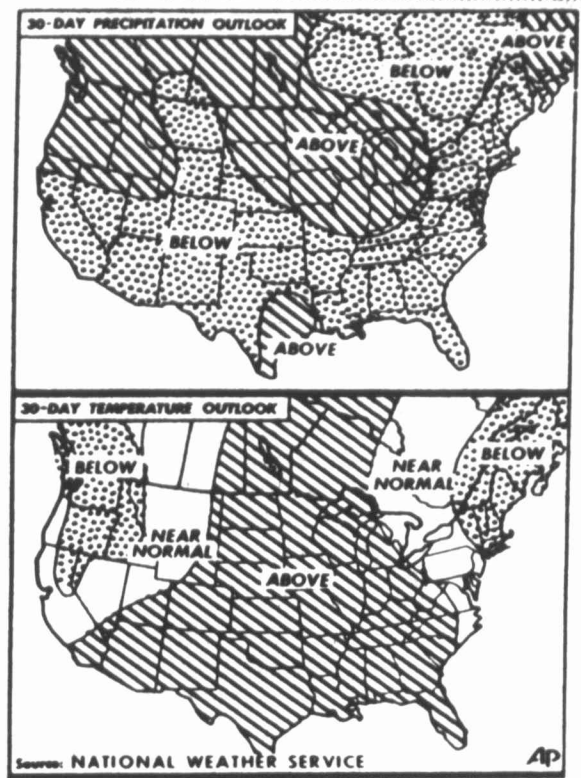 30-DAY PRECIPITATION OUTLOOK
ABOVE
BELOW
ABOVE
BELOW
ABOVE
30-DAY TEMPERATURE OUTLOOK
BELOW
NEAR
NORMAL
BELOW
NEAR
NORMAL
ABOVE
Source: NATIONAL WEATHER SERVICE
AP